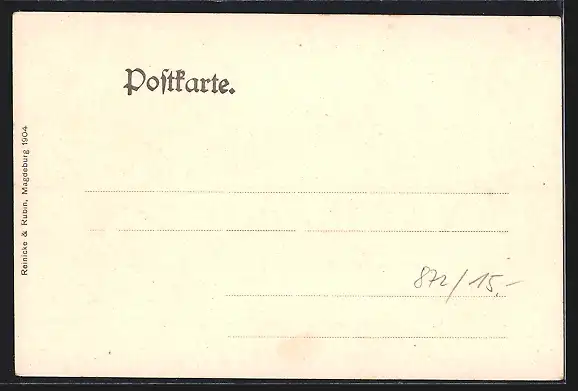 Postkarte.
Reinicke & Rubin, Magdeburg 1904
872/15.-